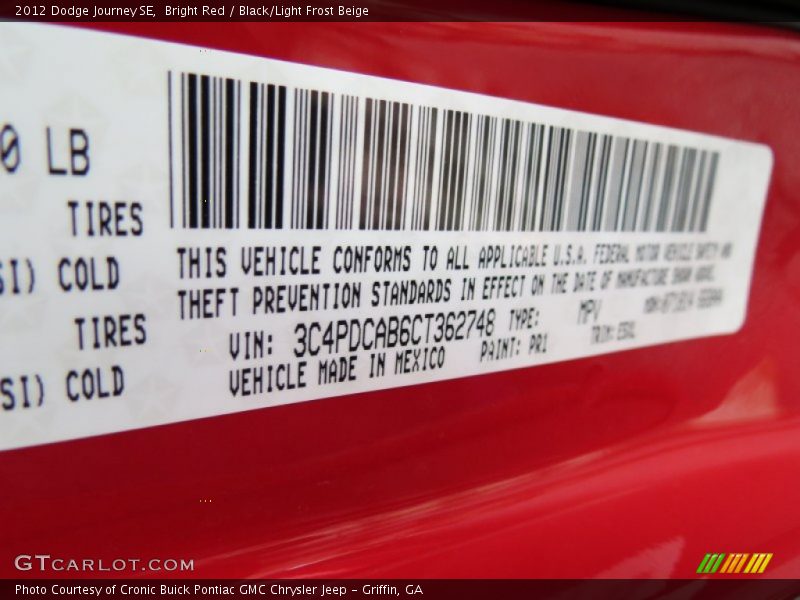 2012 Dodge Journey SE,  Bright Red / Black/Light Frost Beige
0 LB
TIRES
SI) COLD
TIRES
SI) COLD
THIS VEHICLE CONFORMS TO ALL APPLICABLE U.S.A. FEDERAL MOTOR VEHICLE SAFETY AND
THEFT PREVENTION STANDARDS IN EFFECT ON THE DATE OF MANUFACTURE SHOWN ABOVE.
VIN: 3C4PDCAB6CT362748 TYPE: MPV
VEHICLE MADE IN MEXICO PAINT: PR1 TRIM:
GTCARLOT.COM
Photo Courtesy of Cronic Buick Pontiac GMC Chrysler Jeep - Griffin, GA